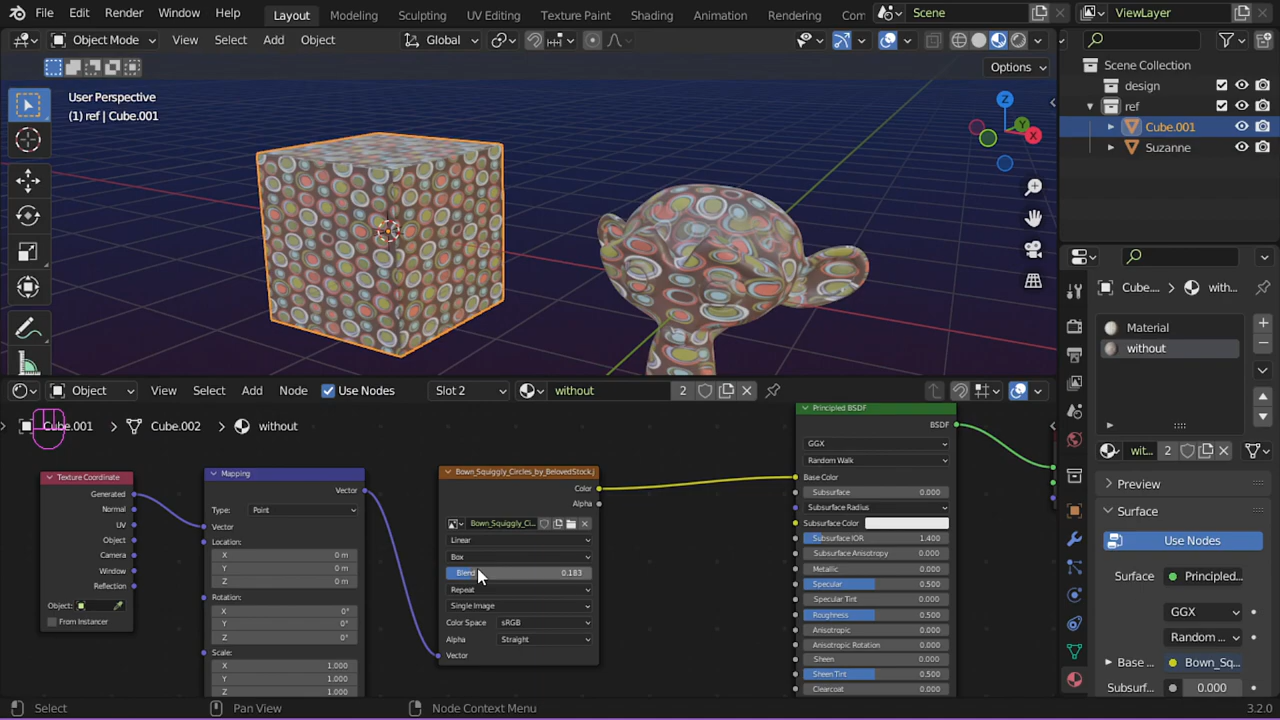 File Edit Render Window Help Layout Modeling Sculpting UV Editing Texture Paint Shading Animation Rendering Com Scene ViewLayer
Object Mode View Select Add Object Global
Options
User Perspective
(1) ref | Cube.001
Z
Y
X
Scene Collection
design
ref
Cube.001
Suzanne
Object View Select Add Node Use Nodes Slot 2 without 2
Cube.001 Cube.002 without
Texture Coordinate
Generated
Normal
UV
Object
Camera
Window
Reflection
Object:
From Instancer
Mapping
Vector
Type: Point
Vector
Location:
X 0 m
Y 0 m
Z 0 m
Rotation:
X 0°
Y 0°
Z 0°
Scale:
X 1.000
Y 1.000
Z 1.000
Bown_Squiggly_Circles_by_BelovedStock.j
Color
Alpha
Bown_Squiggly_Ci...
Linear
Box
Blend 0.183
Repeat
Single Image
Color Space sRGB
Alpha Straight
Vector
Principled BSDF
BSDF
GGX
Random Walk
Base Color
Subsurface 0.000
Subsurface Radius
Subsurface Color
Subsurface IOR 1.400
Subsurface Anisotropy 0.000
Metallic 0.000
Specular 0.500
Specular Tint 0.000
Roughness 0.500
Anisotropic 0.000
Anisotropic Rotation 0.000
Sheen 0.000
Sheen Tint 0.500
Clearcoat 0.000
Cube... with...
Material
without
wit... 2
Preview
Surface
Use Nodes
Surface Principled...
GGX
Random ...
Base ... Bown_Sq...
Subsurf... 0.000
Select Pan View Node Context Menu 3.2.0